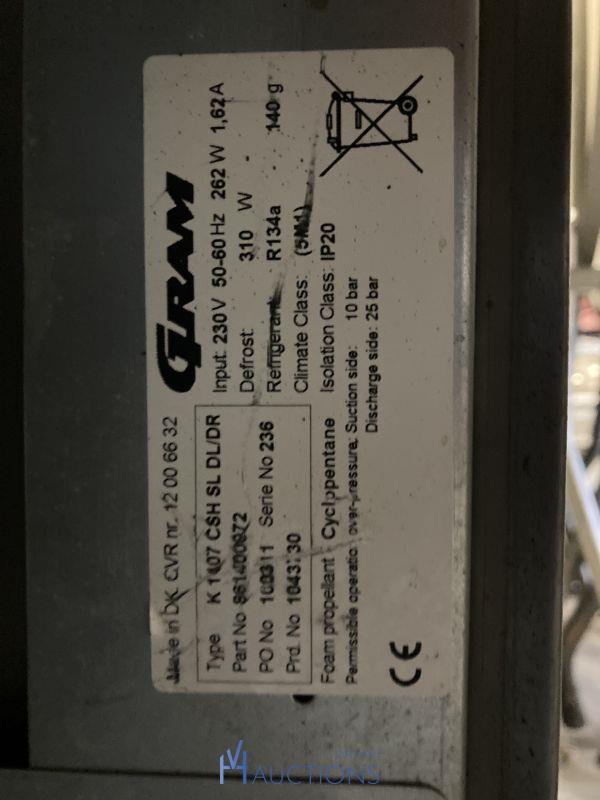 GRAM
Made in DK CVR nr. 12 00 66 32
Type K 1407 CSH SL DL/DR
Part No
PO No Serie No 236
Prd. No
Input: 230 V 50-60 Hz 262 W 1,62A
Defrost: 310 W -
Refrigerant R134a 140 g
Climate Class:
Foam propellant : Cyclopentane Isolation Class: IP20
Permissible operatio over-pressure; Suction side: 10 bar
Discharge side: 25 bar
CE
VH AUCTIONS